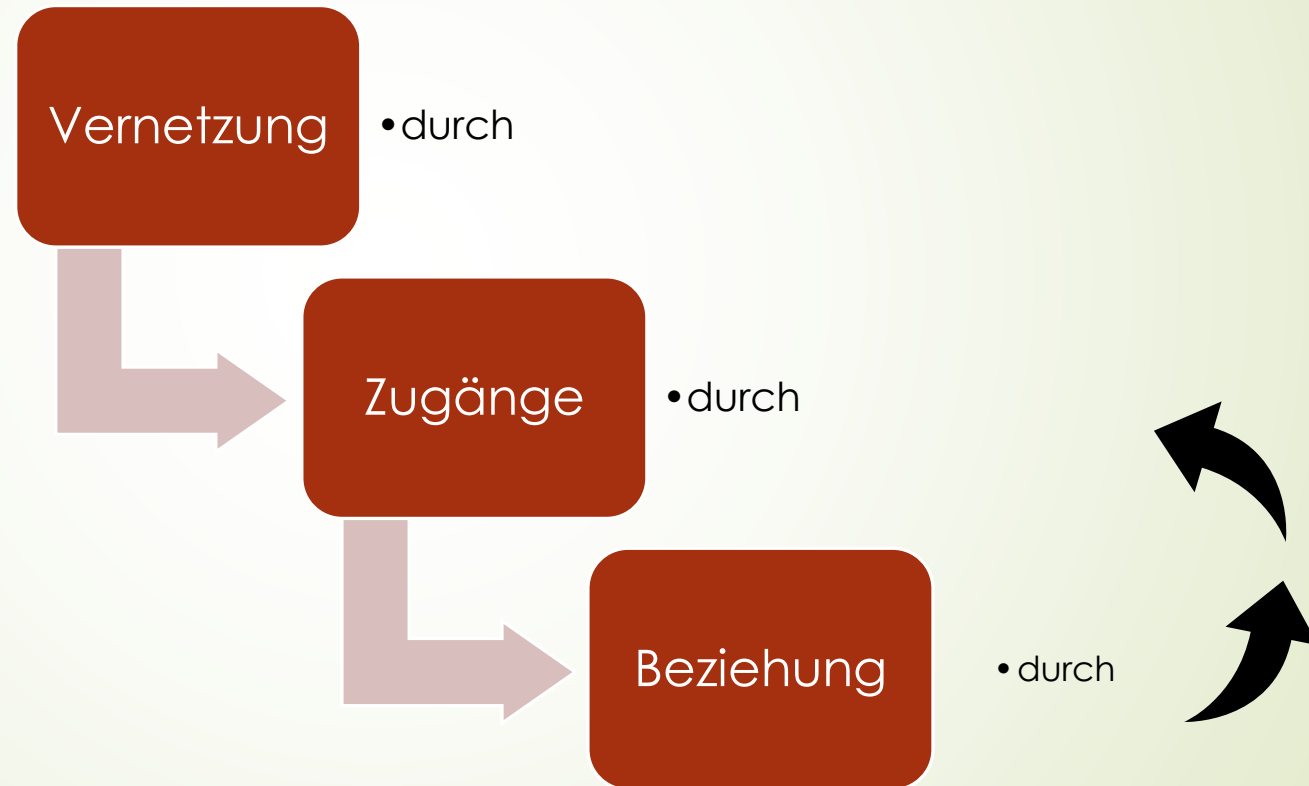 Vernetzung
• durch
Zugänge
• durch
Beziehung
• durch